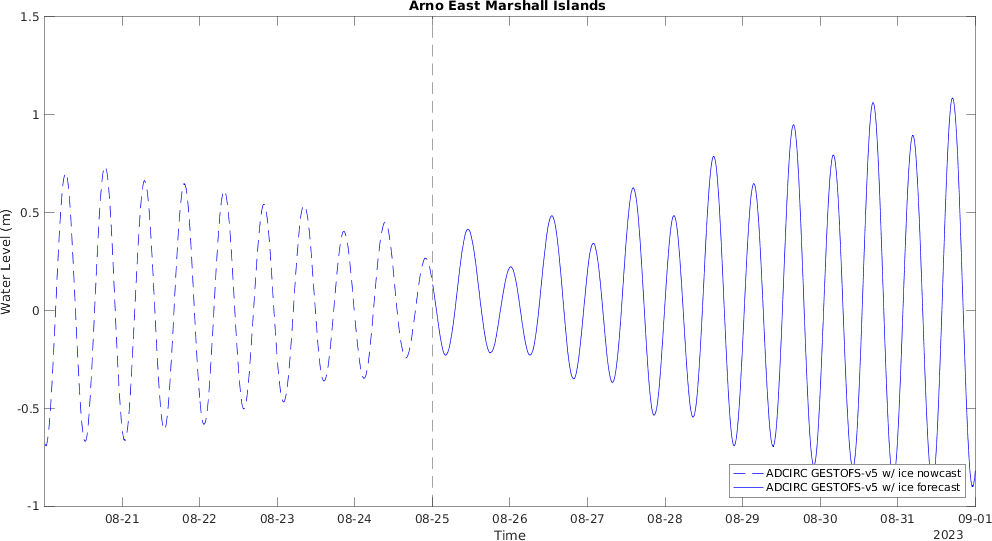 Arno East Marshall Islands
1.5
1
0.5
0
-0.5
-1
Water Level (m)
08-21 08-22 08-23 08-24 08-25 08-26 08-27 08-28 08-29 08-30 08-31 09-01
Time
2023
ADCIRC GESTOFS-v5 w/ ice nowcast
ADCIRC GESTOFS-v5 w/ ice forecast